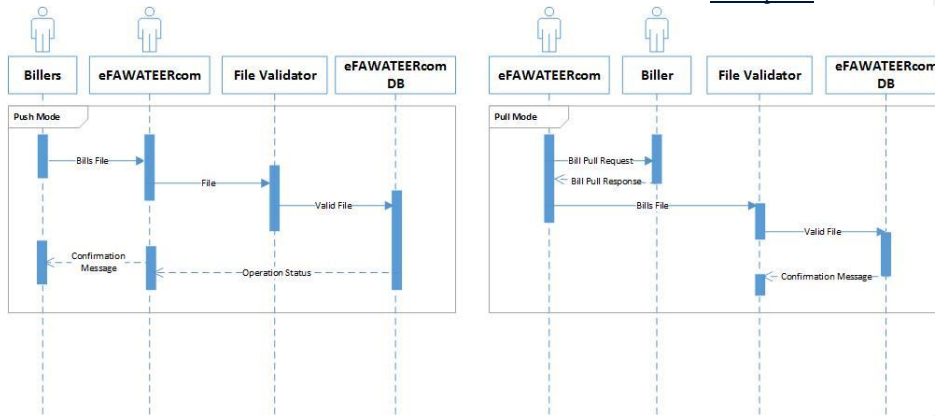 Billers
eFAWATEERcom
File Validator
eFAWATEERcom
DB
Push Mode
Bills File
File
Valid File
Confirmation
Message
Operation Status
eFAWATEERcom
Biller
File Validator
eFAWATEERcom
DB
Pull Mode
Bill Pull Request
Bill Pull Response
Bills File
Valid File
Confirmation Message